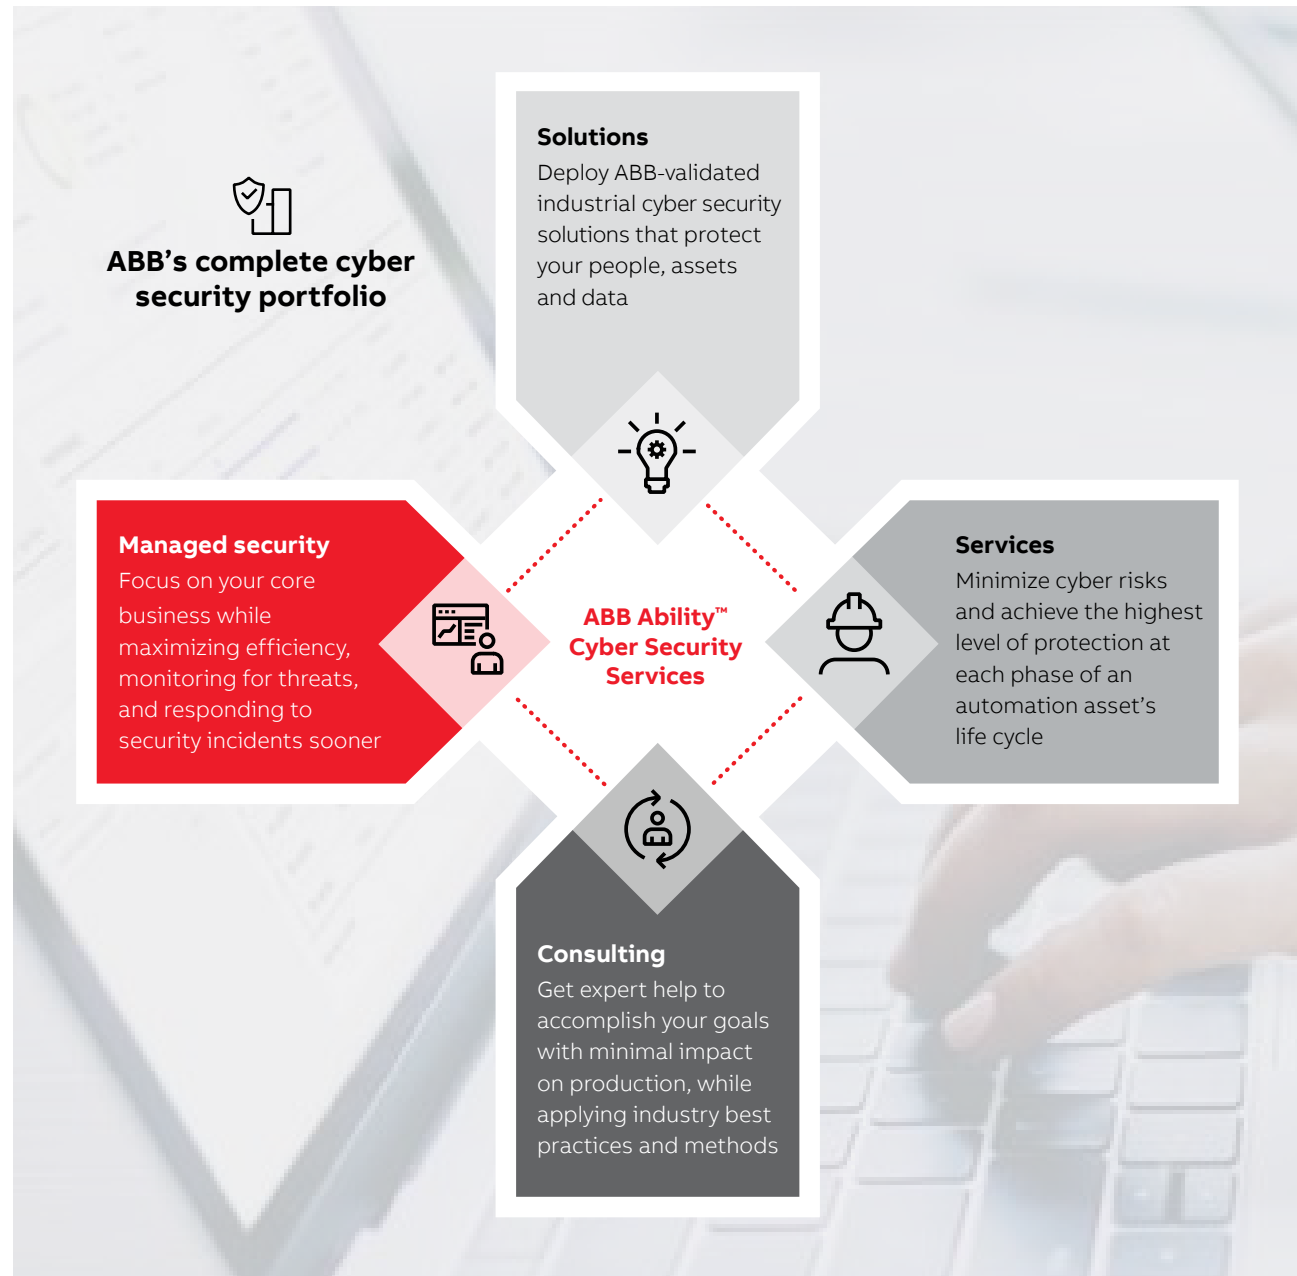 ABB's complete cyber
security portfolio
Solutions
Deploy ABB-validated
industrial cyber security
solutions that protect
your people, assets
and data
Managed security
Focus on your core
business while
maximizing efficiency,
monitoring for threats,
and responding to
security incidents sooner
ABB Ability™
Cyber Security
Services
Services
Minimize cyber risks
and achieve the highest
level of protection at
each phase of an
automation asset's
life cycle
Consulting
Get expert help to
accomplish your goals
with minimal impact
on production, while
applying industry best
practices and methods